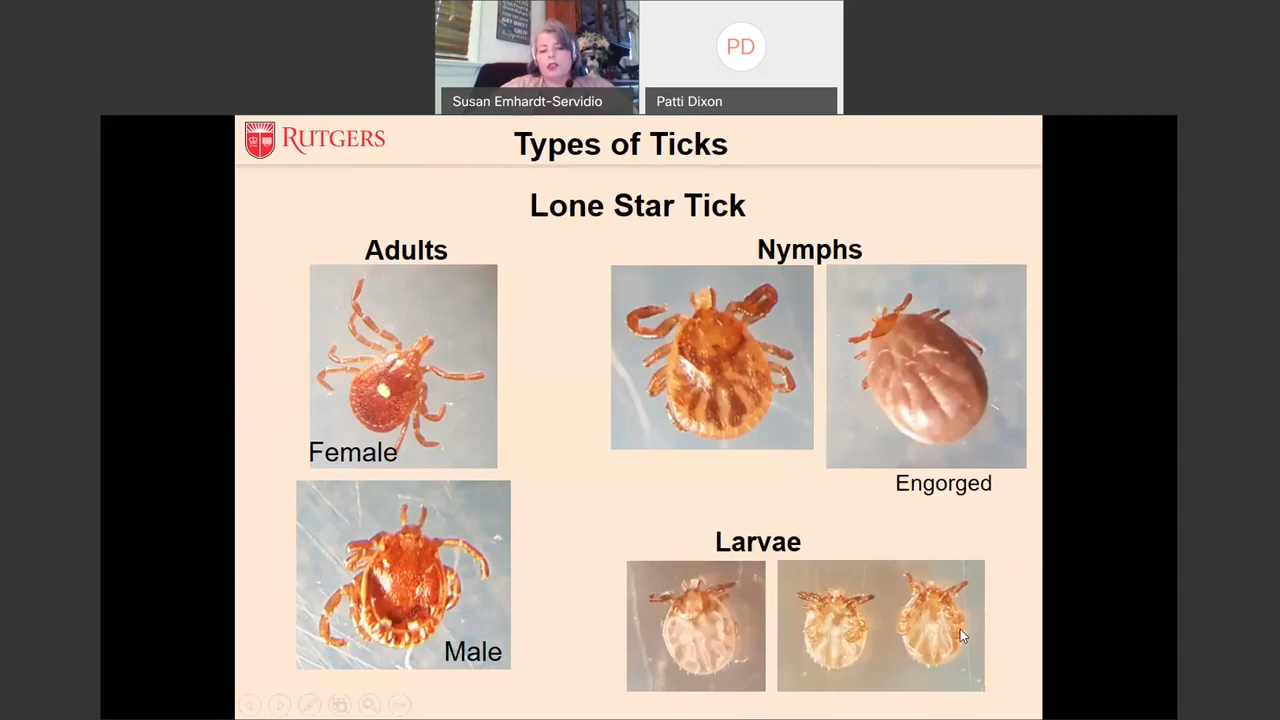 Susan Emhardt-Servidio
PD
Patti Dixon
RUTGERS
Types of Ticks
Lone Star Tick
Adults
Nymphs
Female
Engorged
Larvae
Male